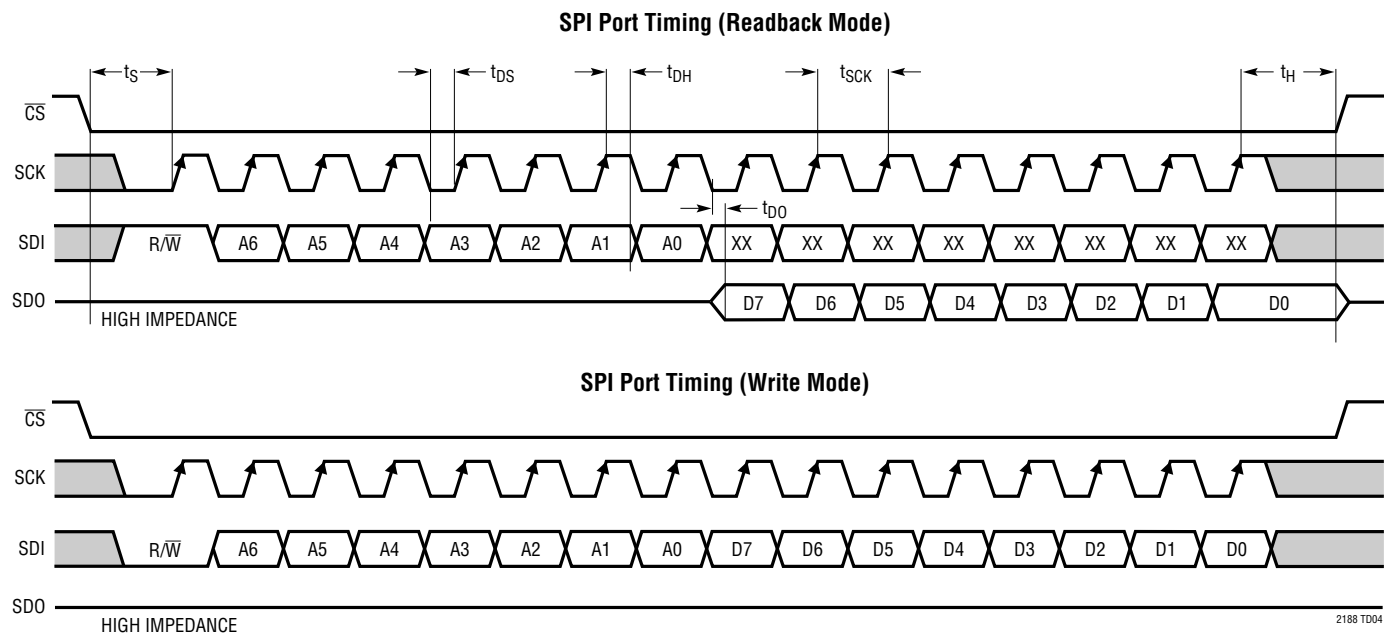 SPI Port Timing (Readback Mode)
tS tDS tDH tSCK tH
CS
SCK
tDO
SDI R/W A6 A5 A4 A3 A2 A1 A0 XX XX XX XX XX XX XX XX
SDO D7 D6 D5 D4 D3 D2 D1 D0
HIGH IMPEDANCE
SPI Port Timing (Write Mode)
CS
SCK
SDI R/W A6 A5 A4 A3 A2 A1 A0 D7 D6 D5 D4 D3 D2 D1 D0
SDO
HIGH IMPEDANCE
2188 TD04